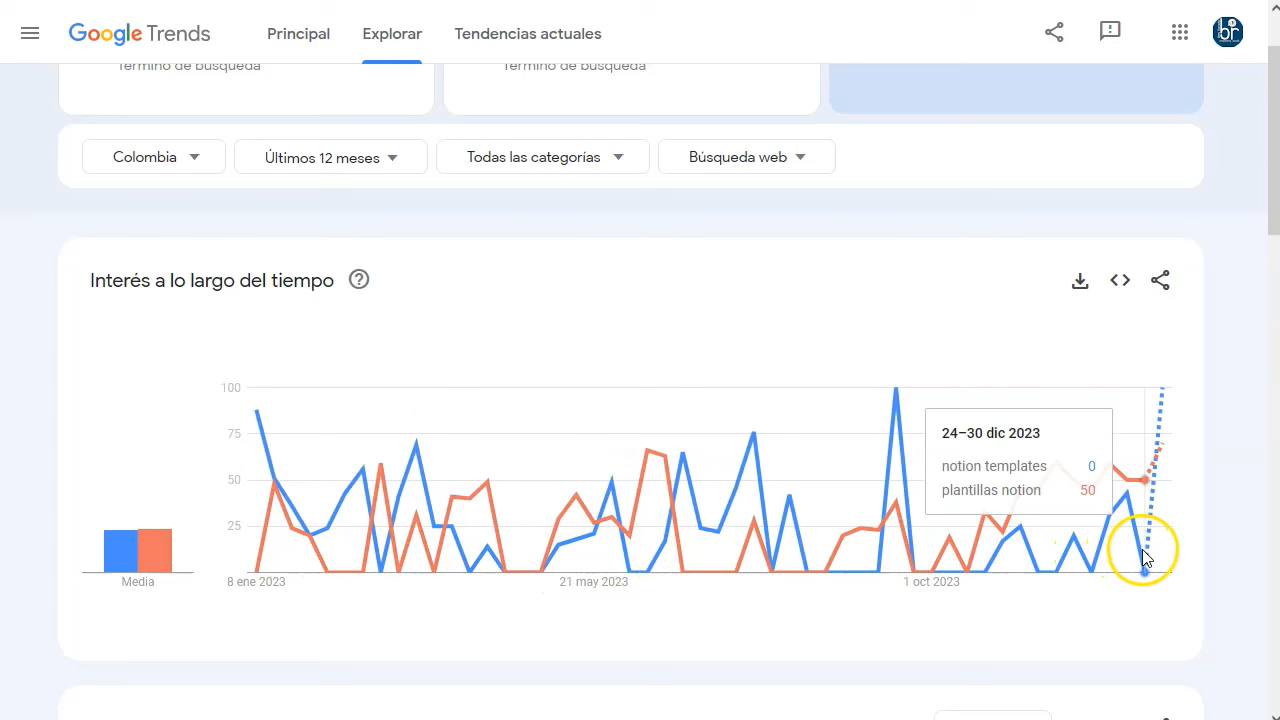 Google Trends
Principal
Explorar
Tendencias actuales
br
Término de búsqueda
Término de búsqueda
Colombia
Últimos 12 meses
Todas las categorías
Búsqueda web
Interés a lo largo del tiempo
100
75
50
25
24–30 dic 2023
notion templates 0
plantillas notion 50
Media
8 ene 2023
21 may 2023
1 oct 2023